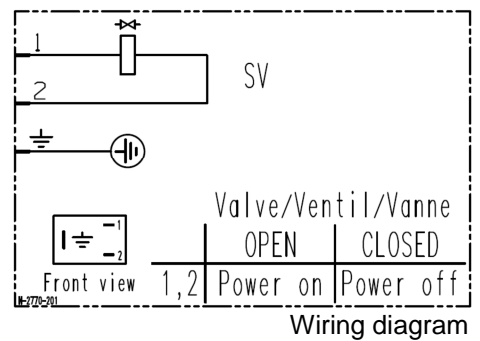 1
SV
2
Valve/Ventil/Vanne
1
OPEN CLOSED
2
Front view 1,2 Power on Power off
M-2770-201
Wiring diagram